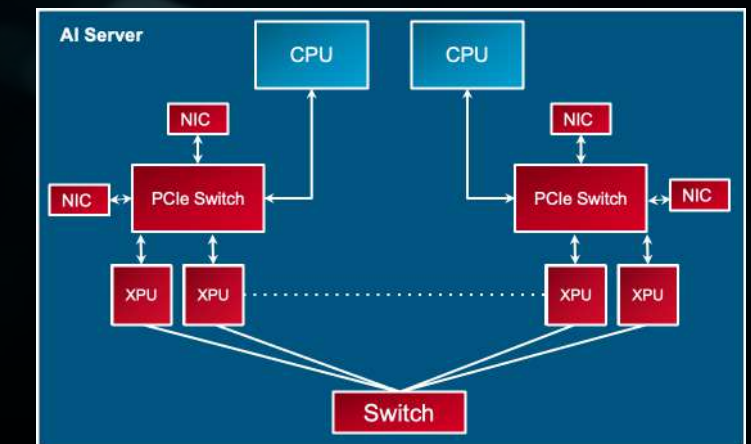 AI Server
CPU
CPU
NIC
NIC
NIC
PCIe Switch
PCIe Switch
NIC
XPU
XPU
XPU
XPU
Switch